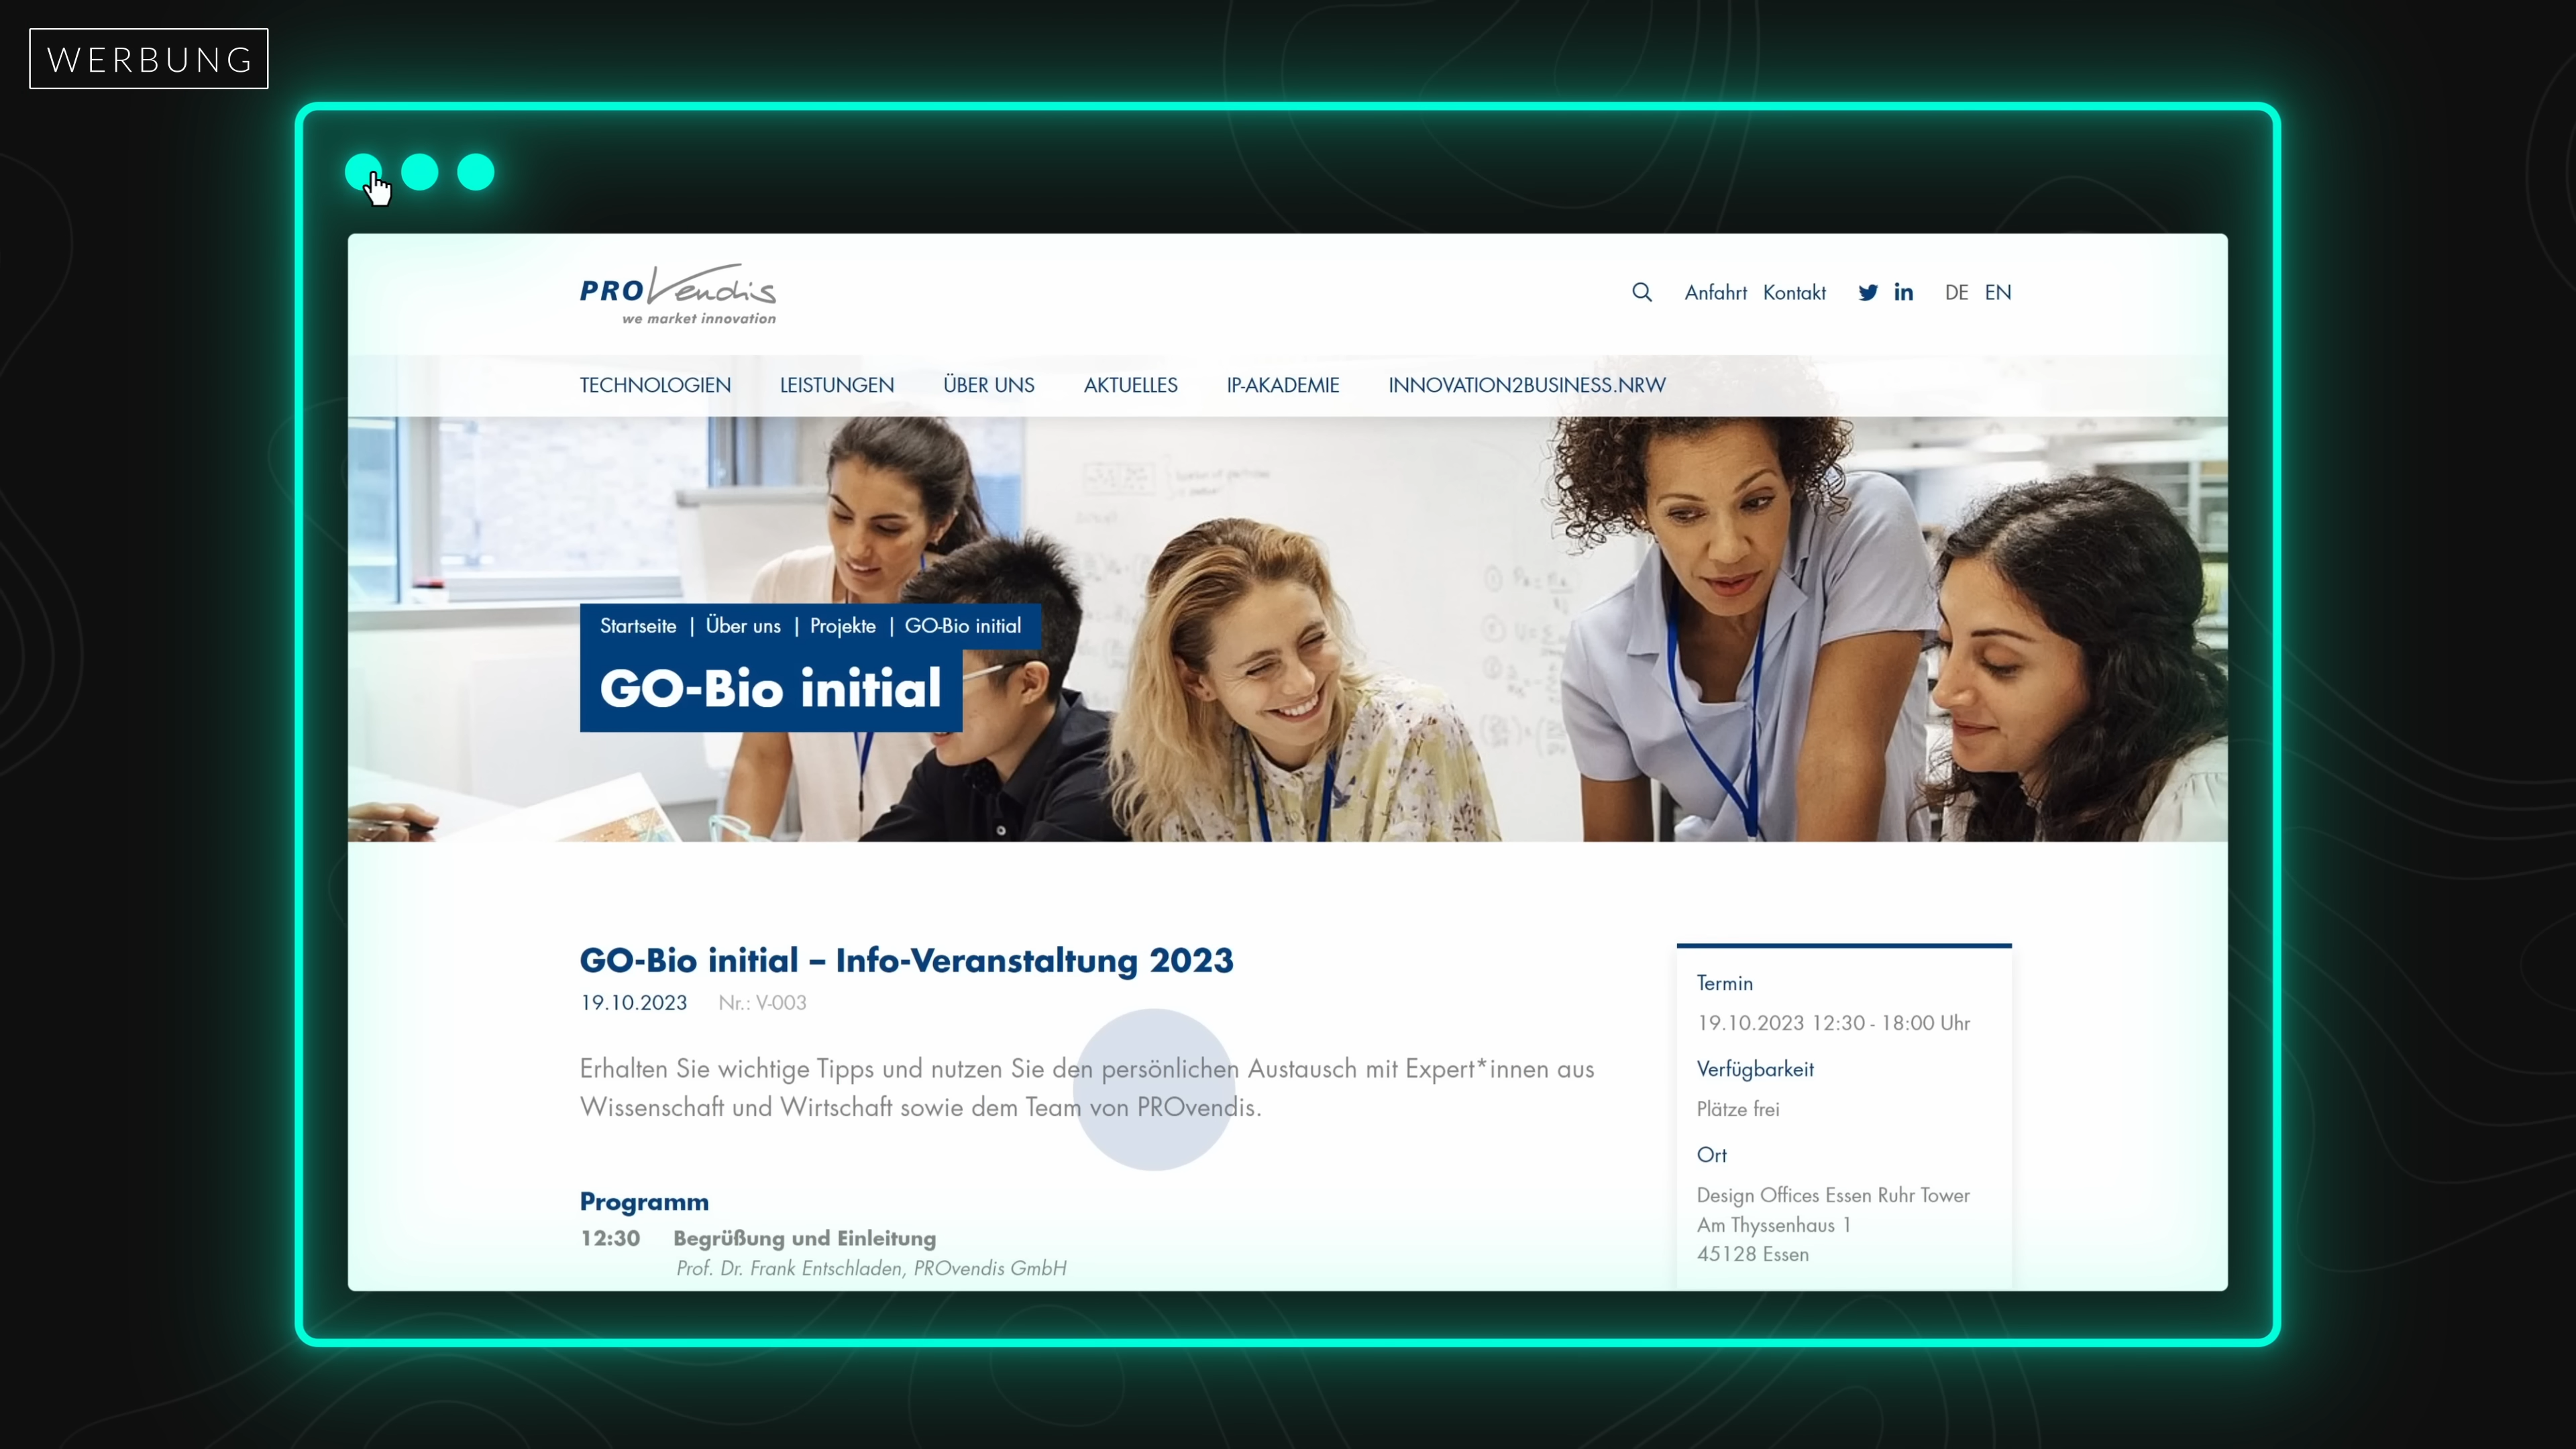 WERBUNG
PROvendis
we market innovation
Anfahrt Kontakt DE EN
TECHNOLOGIEN LEISTUNGEN ÜBER UNS AKTUELLES IP-AKADEMIE INNOVATION2BUSINESS.NRW
Startseite | Über uns | Projekte | GO-Bio initial
GO-Bio initial
GO-Bio initial – Info-Veranstaltung 2023
19.10.2023 Nr.: V-003
Erhalten Sie wichtige Tipps und nutzen Sie den persönlichen Austausch mit Expert*innen aus
Wissenschaft und Wirtschaft sowie dem Team von PROvendis.
Programm
12:30 Begrüßung und Einleitung
Prof. Dr. Frank Entschladen, PROvendis GmbH
Termin
19.10.2023 12:30 - 18:00 Uhr
Verfügbarkeit
Plätze frei
Ort
Design Offices Essen Ruhr Tower
Am Thyssenhaus 1
45128 Essen